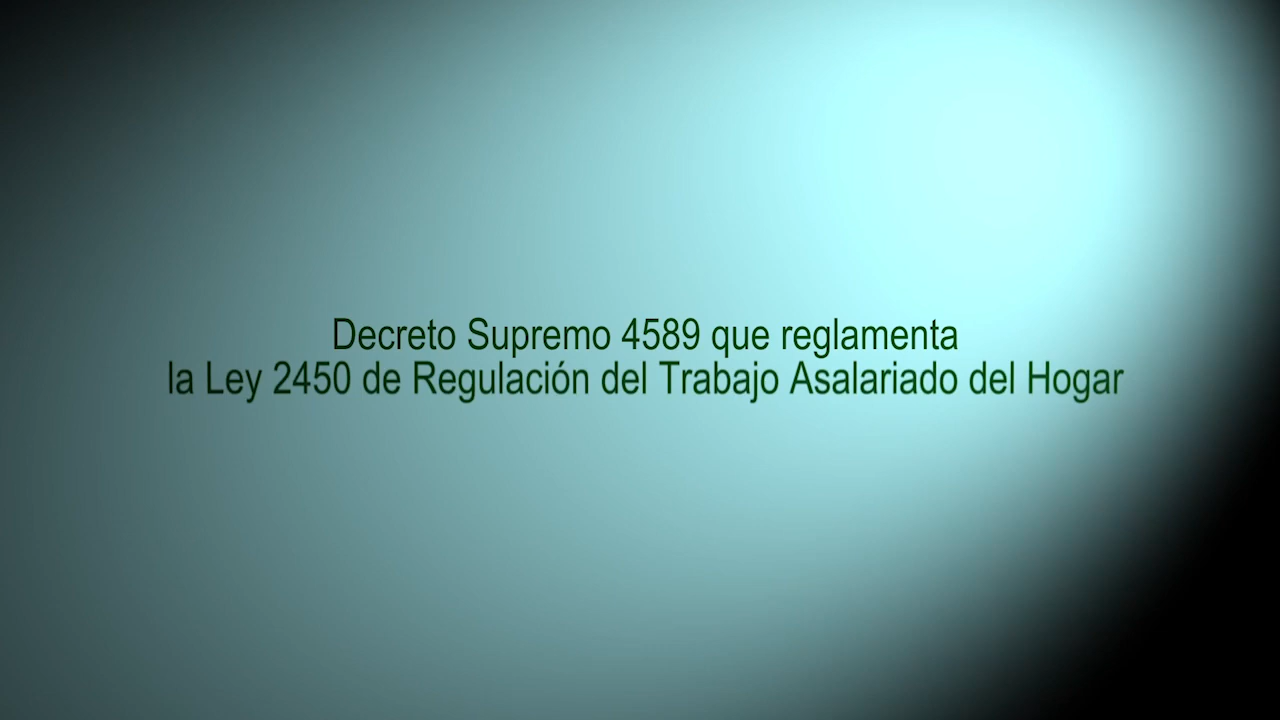 Decreto Supremo 4589 que reglamenta
la Ley 2450 de Regulación del Trabajo Asalariado del Hogar